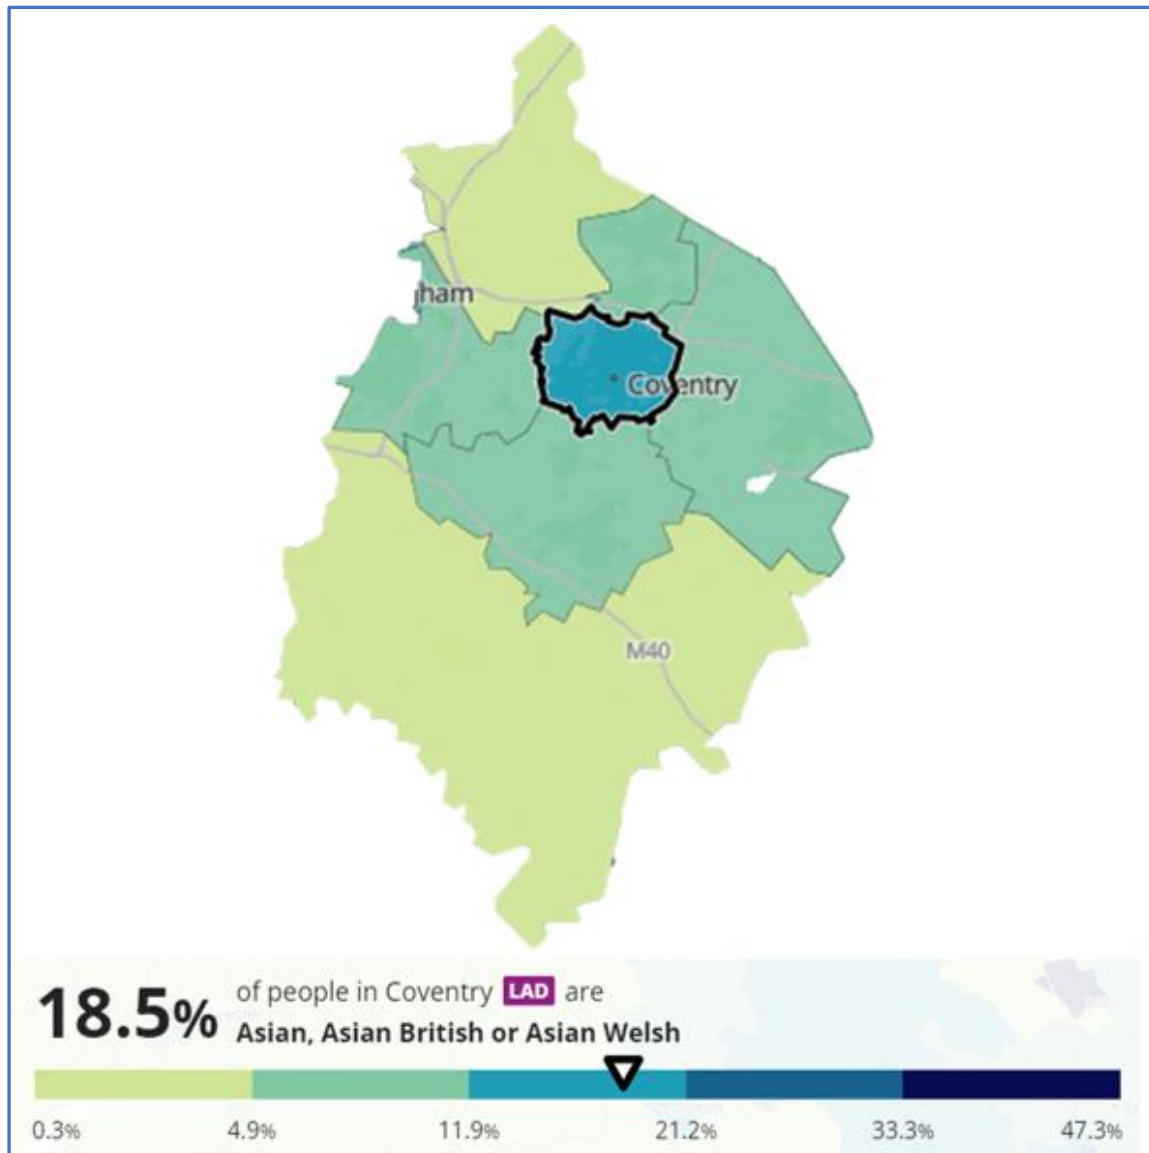 ham
Coventry
M40
18.5%
of people in Coventry LAD are
Asian, Asian British or Asian Welsh
0.3% 4.9% 11.9% 21.2% 33.3% 47.3%